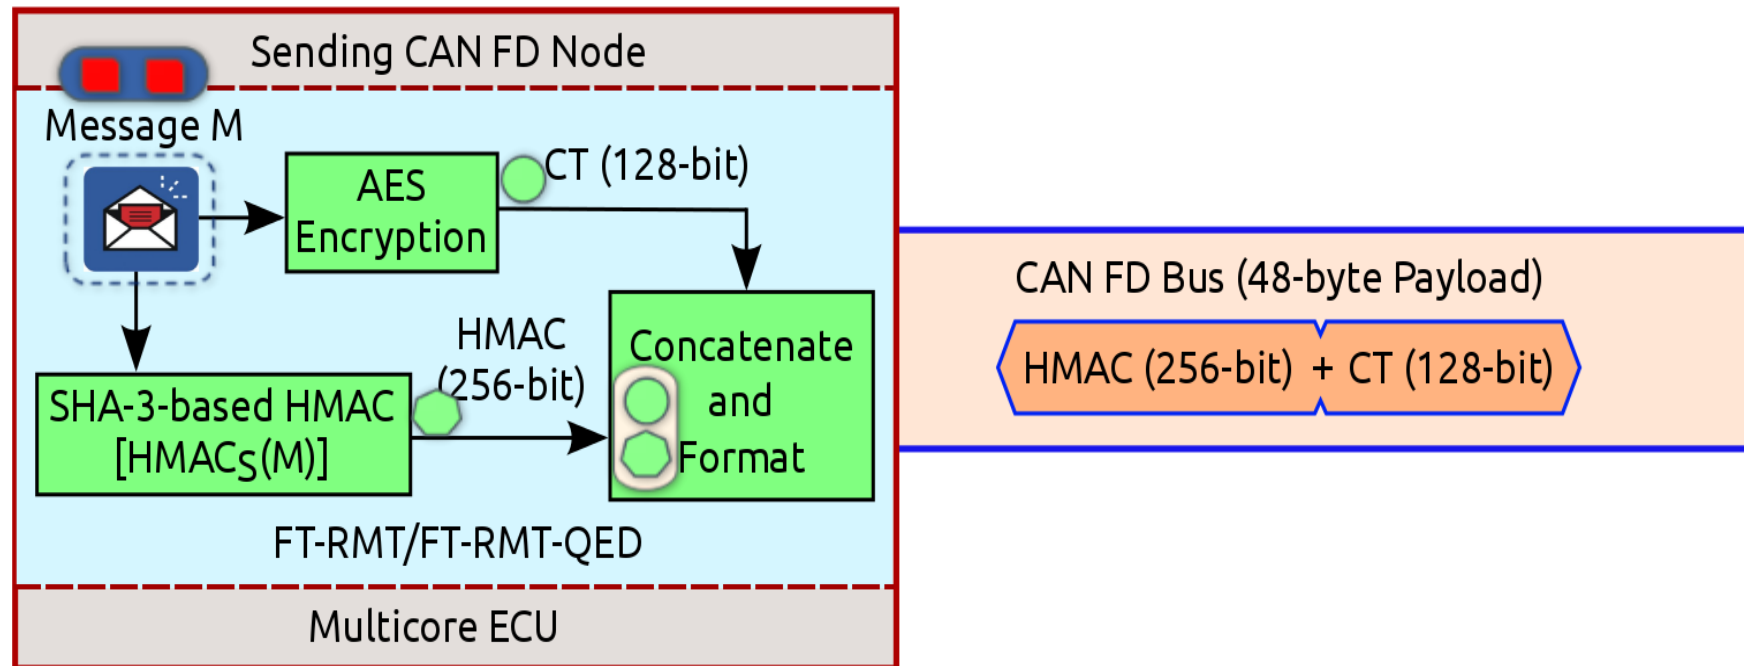 Sending CAN FD Node
Message M
AES
Encryption
CT (128-bit)
HMAC
(256-bit)
SHA-3-based HMAC
[HMACS(M)]
Concatenate
and
Format
FT-RMT/FT-RMT-QED
Multicore ECU
CAN FD Bus (48-byte Payload)
HMAC (256-bit) + CT (128-bit)